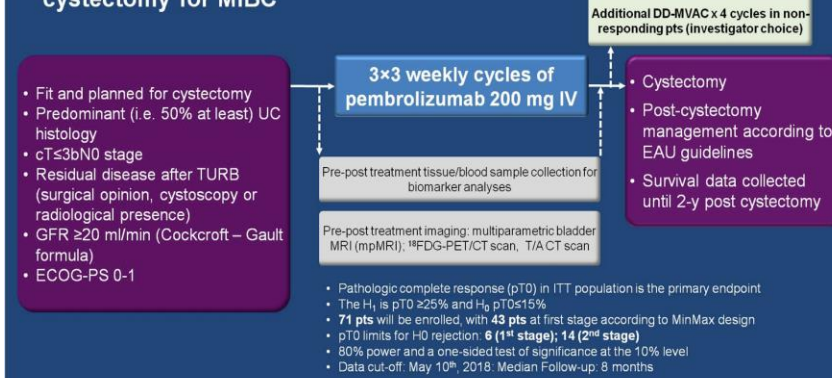 cystectomy for MIBC
Additional DD-MVAC x 4 cycles in non-
responding pts (investigator choice)
• Fit and planned for cystectomy
• Predominant (i.e. 50% at least) UC
histology
• cT≤3bN0 stage
• Residual disease after TURB
(surgical opinion, cystoscopy or
radiological presence)
• GFR ≥20 ml/min (Cockcroft – Gault
formula)
• ECOG-PS 0-1
3×3 weekly cycles of
pembrolizumab 200 mg IV
Pre-post treatment tissue/blood sample collection for
biomarker analyses
Pre-post treatment imaging: multiparametric bladder
MRI (mpMRI); ¹⁸FDG-PET/CT scan, T/A CT scan
• Cystectomy
• Post-cystectomy
management according to
EAU guidelines
• Survival data collected
until 2-y post cystectomy
• Pathologic complete response (pT0) in ITT population is the primary endpoint
• The H₁ is pT0 ≥25% and H₀ pT0≤15%
• 71 pts will be enrolled, with 43 pts at first stage according to MinMax design
• pT0 limits for H0 rejection: 6 (1ˢᵗ stage); 14 (2ⁿᵈ stage)
• 80% power and a one-sided test of significance at the 10% level
• Data cut-off: May 10ᵗʰ, 2018: Median Follow-up: 8 months